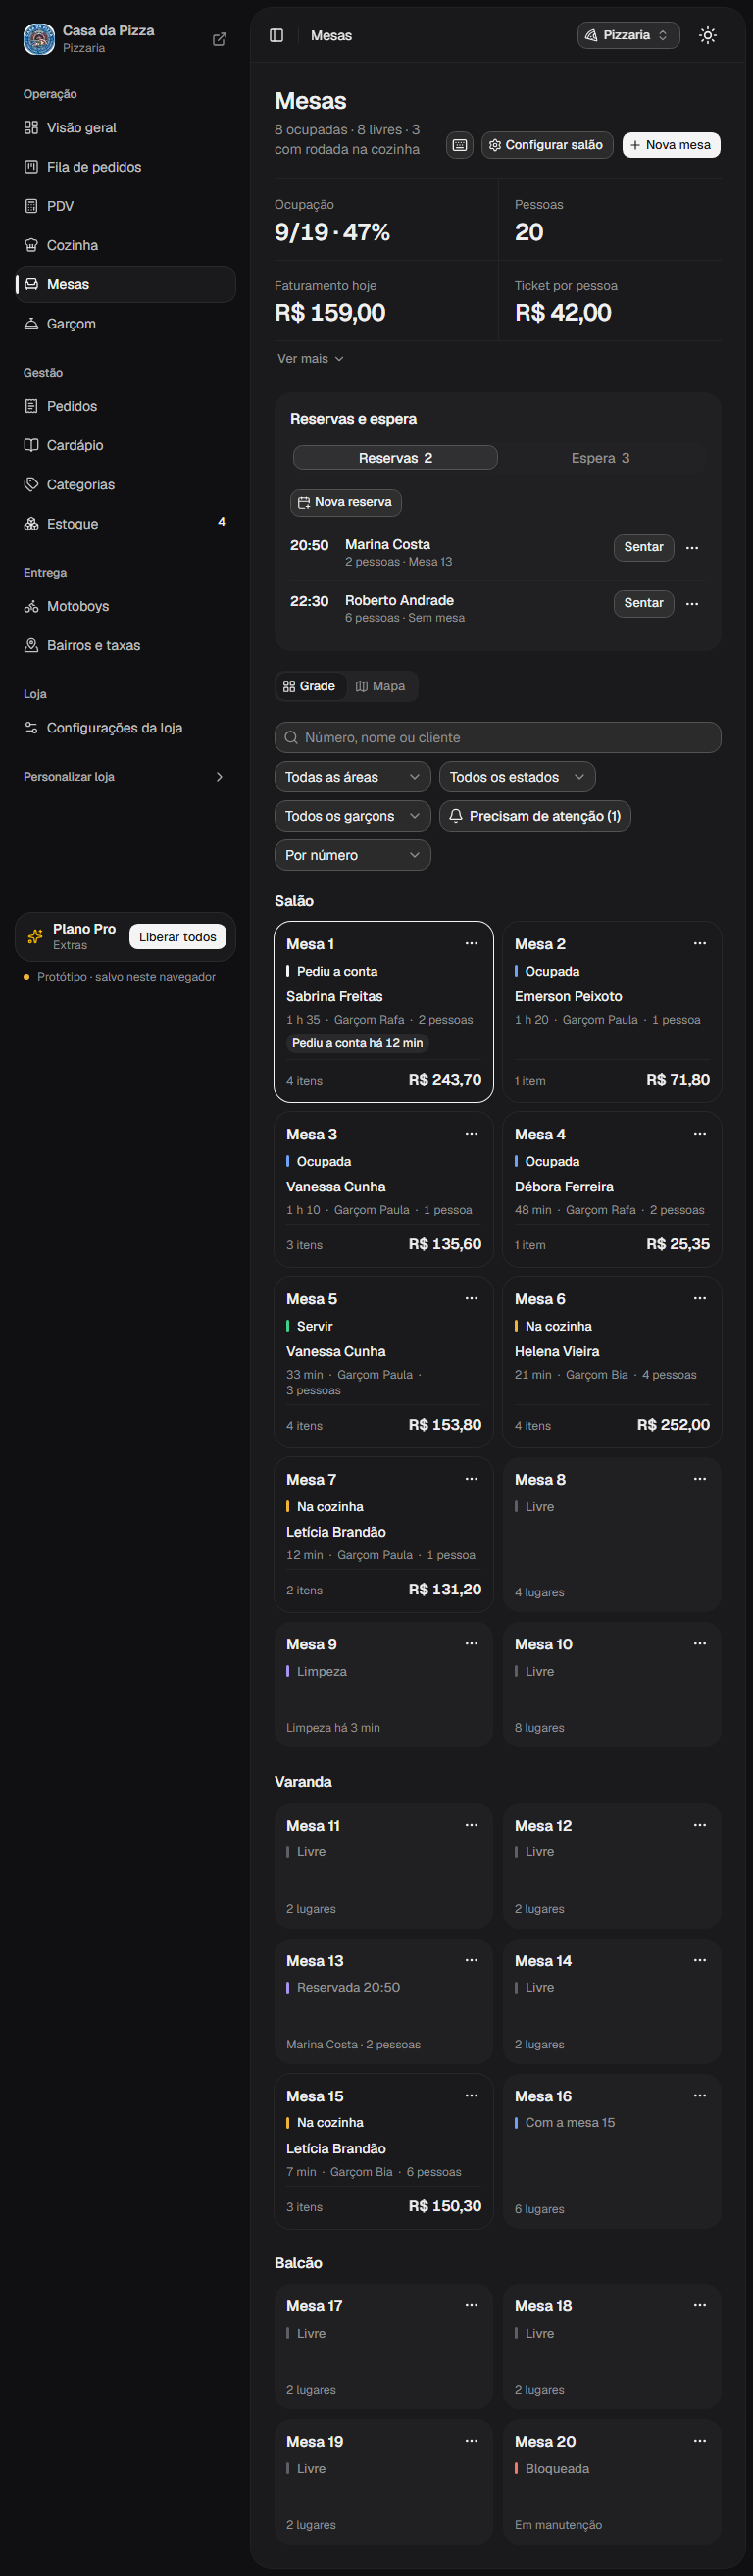 Casa da Pizza
Pizzaria
Operação
Visão geral
Fila de pedidos
PDV
Cozinha
Mesas
Garçom
Gestão
Pedidos
Cardápio
Categorias
Estoque 4
Entrega
Motoboys
Bairros e taxas
Loja
Configurações da loja
Personalizar loja
Plano Pro
Extras
Liberar todos
Protótipo · salvo neste navegador
Mesas
Pizzaria
Mesas
8 ocupadas · 8 livres · 3
com rodada na cozinha
Configurar salão
Nova mesa
Ocupação
9/19 · 47%
Pessoas
20
Faturamento hoje
R$ 159,00
Ticket por pessoa
R$ 42,00
Ver mais
Reservas e espera
Reservas 2
Espera 3
Nova reserva
20:50 Marina Costa
2 pessoas · Mesa 13
Sentar
22:30 Roberto Andrade
6 pessoas · Sem mesa
Sentar
Grade
Mapa
Número, nome ou cliente
Todas as áreas
Todos os estados
Todos os garçons
Precisam de atenção (1)
Por número
Salão
Mesa 1
Pediu a conta
Sabrina Freitas
1 h 35 · Garçom Rafa · 2 pessoas
Pediu a conta há 12 min
4 itens R$ 243,70
Mesa 2
Ocupada
Emerson Peixoto
1 h 20 · Garçom Paula · 1 pessoa
1 item R$ 71,80
Mesa 3
Ocupada
Vanessa Cunha
1 h 10 · Garçom Paula · 1 pessoa
3 itens R$ 135,60
Mesa 4
Ocupada
Débora Ferreira
48 min · Garçom Rafa · 2 pessoas
1 item R$ 25,35
Mesa 5
Servir
Vanessa Cunha
33 min · Garçom Paula ·
3 pessoas
4 itens R$ 153,80
Mesa 6
Na cozinha
Helena Vieira
21 min · Garçom Bia · 4 pessoas
4 itens R$ 252,00
Mesa 7
Na cozinha
Letícia Brandão
12 min · Garçom Paula · 1 pessoa
2 itens R$ 131,20
Mesa 8
Livre
4 lugares
Mesa 9
Limpeza
Limpeza há 3 min
Mesa 10
Livre
8 lugares
Varanda
Mesa 11
Livre
2 lugares
Mesa 12
Livre
2 lugares
Mesa 13
Reservada 20:50
Marina Costa · 2 pessoas
Mesa 14
Livre
2 lugares
Mesa 15
Na cozinha
Letícia Brandão
7 min · Garçom Bia · 6 pessoas
3 itens R$ 150,30
Mesa 16
Com a mesa 15
6 lugares
Balcão
Mesa 17
Livre
2 lugares
Mesa 18
Livre
2 lugares
Mesa 19
Livre
2 lugares
Mesa 20
Bloqueada
Em manutenção